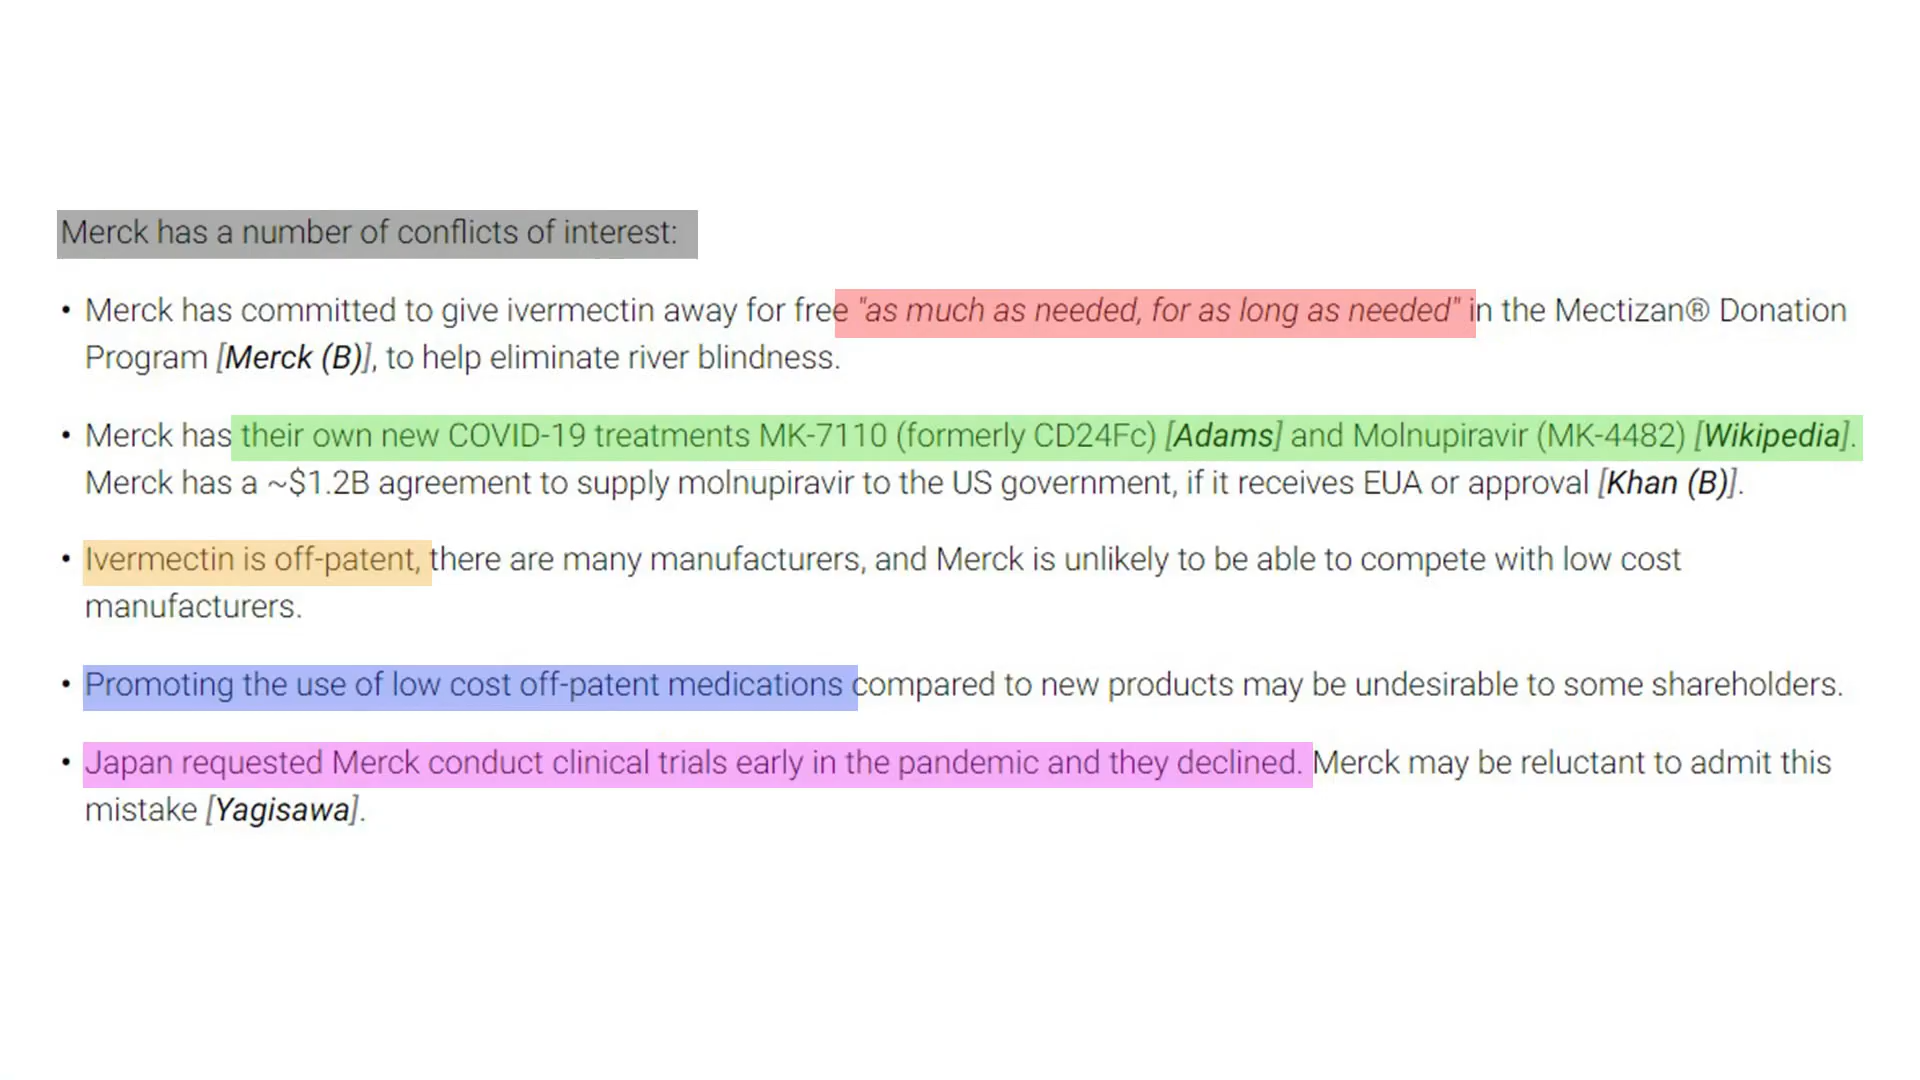 Merck has a number of conflicts of interest:
• Merck has committed to give ivermectin away for free "as much as needed, for as long as needed" in the Mectizan® Donation
Program [Merck (B)], to help eliminate river blindness.
• Merck has their own new COVID-19 treatments MK-7110 (formerly CD24Fc) [Adams] and Molnupiravir (MK-4482) [Wikipedia].
Merck has a ~$1.2B agreement to supply molnupiravir to the US government, if it receives EUA or approval [Khan (B)].
• Ivermectin is off-patent, there are many manufacturers, and Merck is unlikely to be able to compete with low cost
manufacturers.
• Promoting the use of low cost off-patent medications compared to new products may be undesirable to some shareholders.
• Japan requested Merck conduct clinical trials early in the pandemic and they declined. Merck may be reluctant to admit this
mistake [Yagisawa].